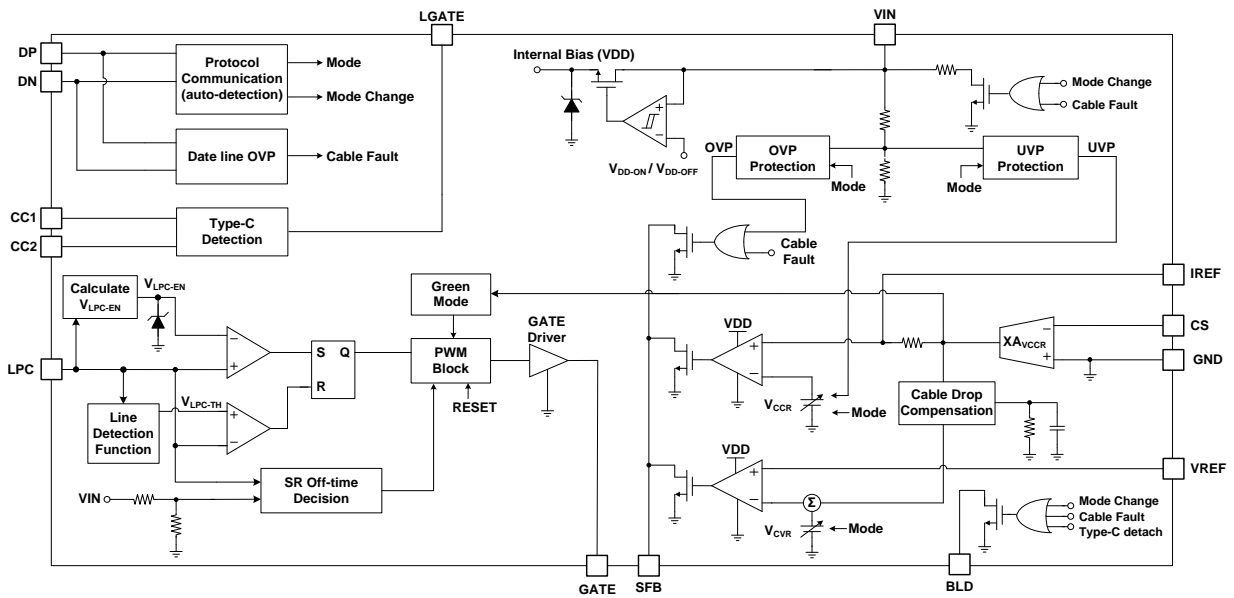 LGATE
VIN
DP
DN
Protocol
Communication
(auto-detection)
Mode
Mode Change
Date line OVP
Cable Fault
Internal Bias (VDD)
+
−
VDD-ON / VDD-OFF
Mode Change
Cable Fault
OVP
OVP
Protection
Mode
UVP
Protection
UVP
Mode
CC1
CC2
Type-C
Detection
Cable
Fault
Calculate
VLPC-EN
VLPC-EN
−
+
LPC
Line
Detection
Function
VLPC-TH
+
−
S
Q
R
Green
Mode
PWM
Block
RESET
GATE
Driver
SR Off-time
Decision
VIN
VDD
+
−
VCCR
Mode
IREF
CS
GND
XAVCCR
−
+
Cable Drop
Compensation
VDD
+
−
Σ
VCVR
Mode
VREF
Mode Change
Cable Fault
Type-C detach
GATE
SFB
BLD